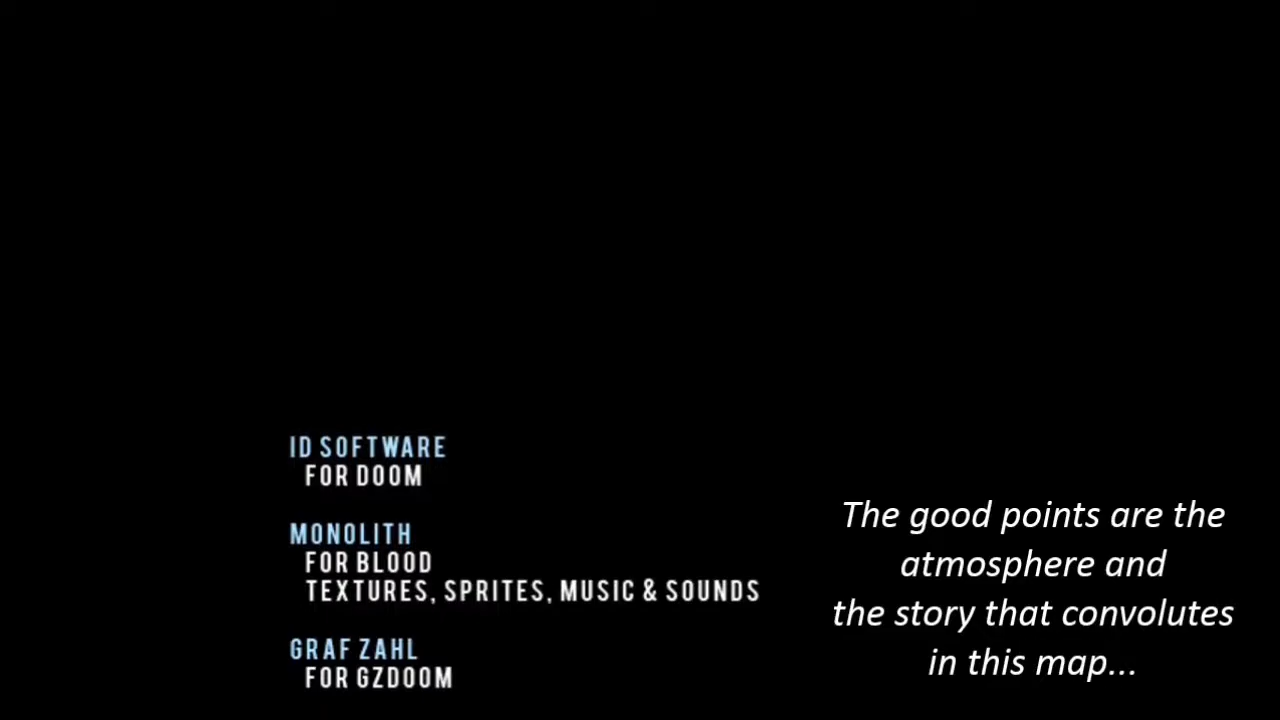 ID SOFTWARE
FOR DOOM
MONOLITH
FOR BLOOD
TEXTURES, SPRITES, MUSIC & SOUNDS
GRAF ZAHL
FOR GZDOOM
The good points are the
atmosphere and
the story that convolutes
in this map...